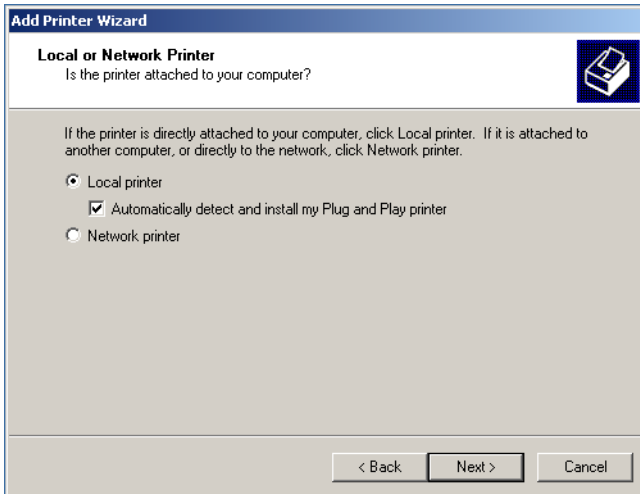 Add Printer Wizard
Local or Network Printer
Is the printer attached to your computer?
If the printer is directly attached to your computer, click Local printer.  If it is attached to
another computer, or directly to the network, click Network printer.
Local printer
Automatically detect and install my Plug and Play printer
Network printer
< Back
Next >
Cancel